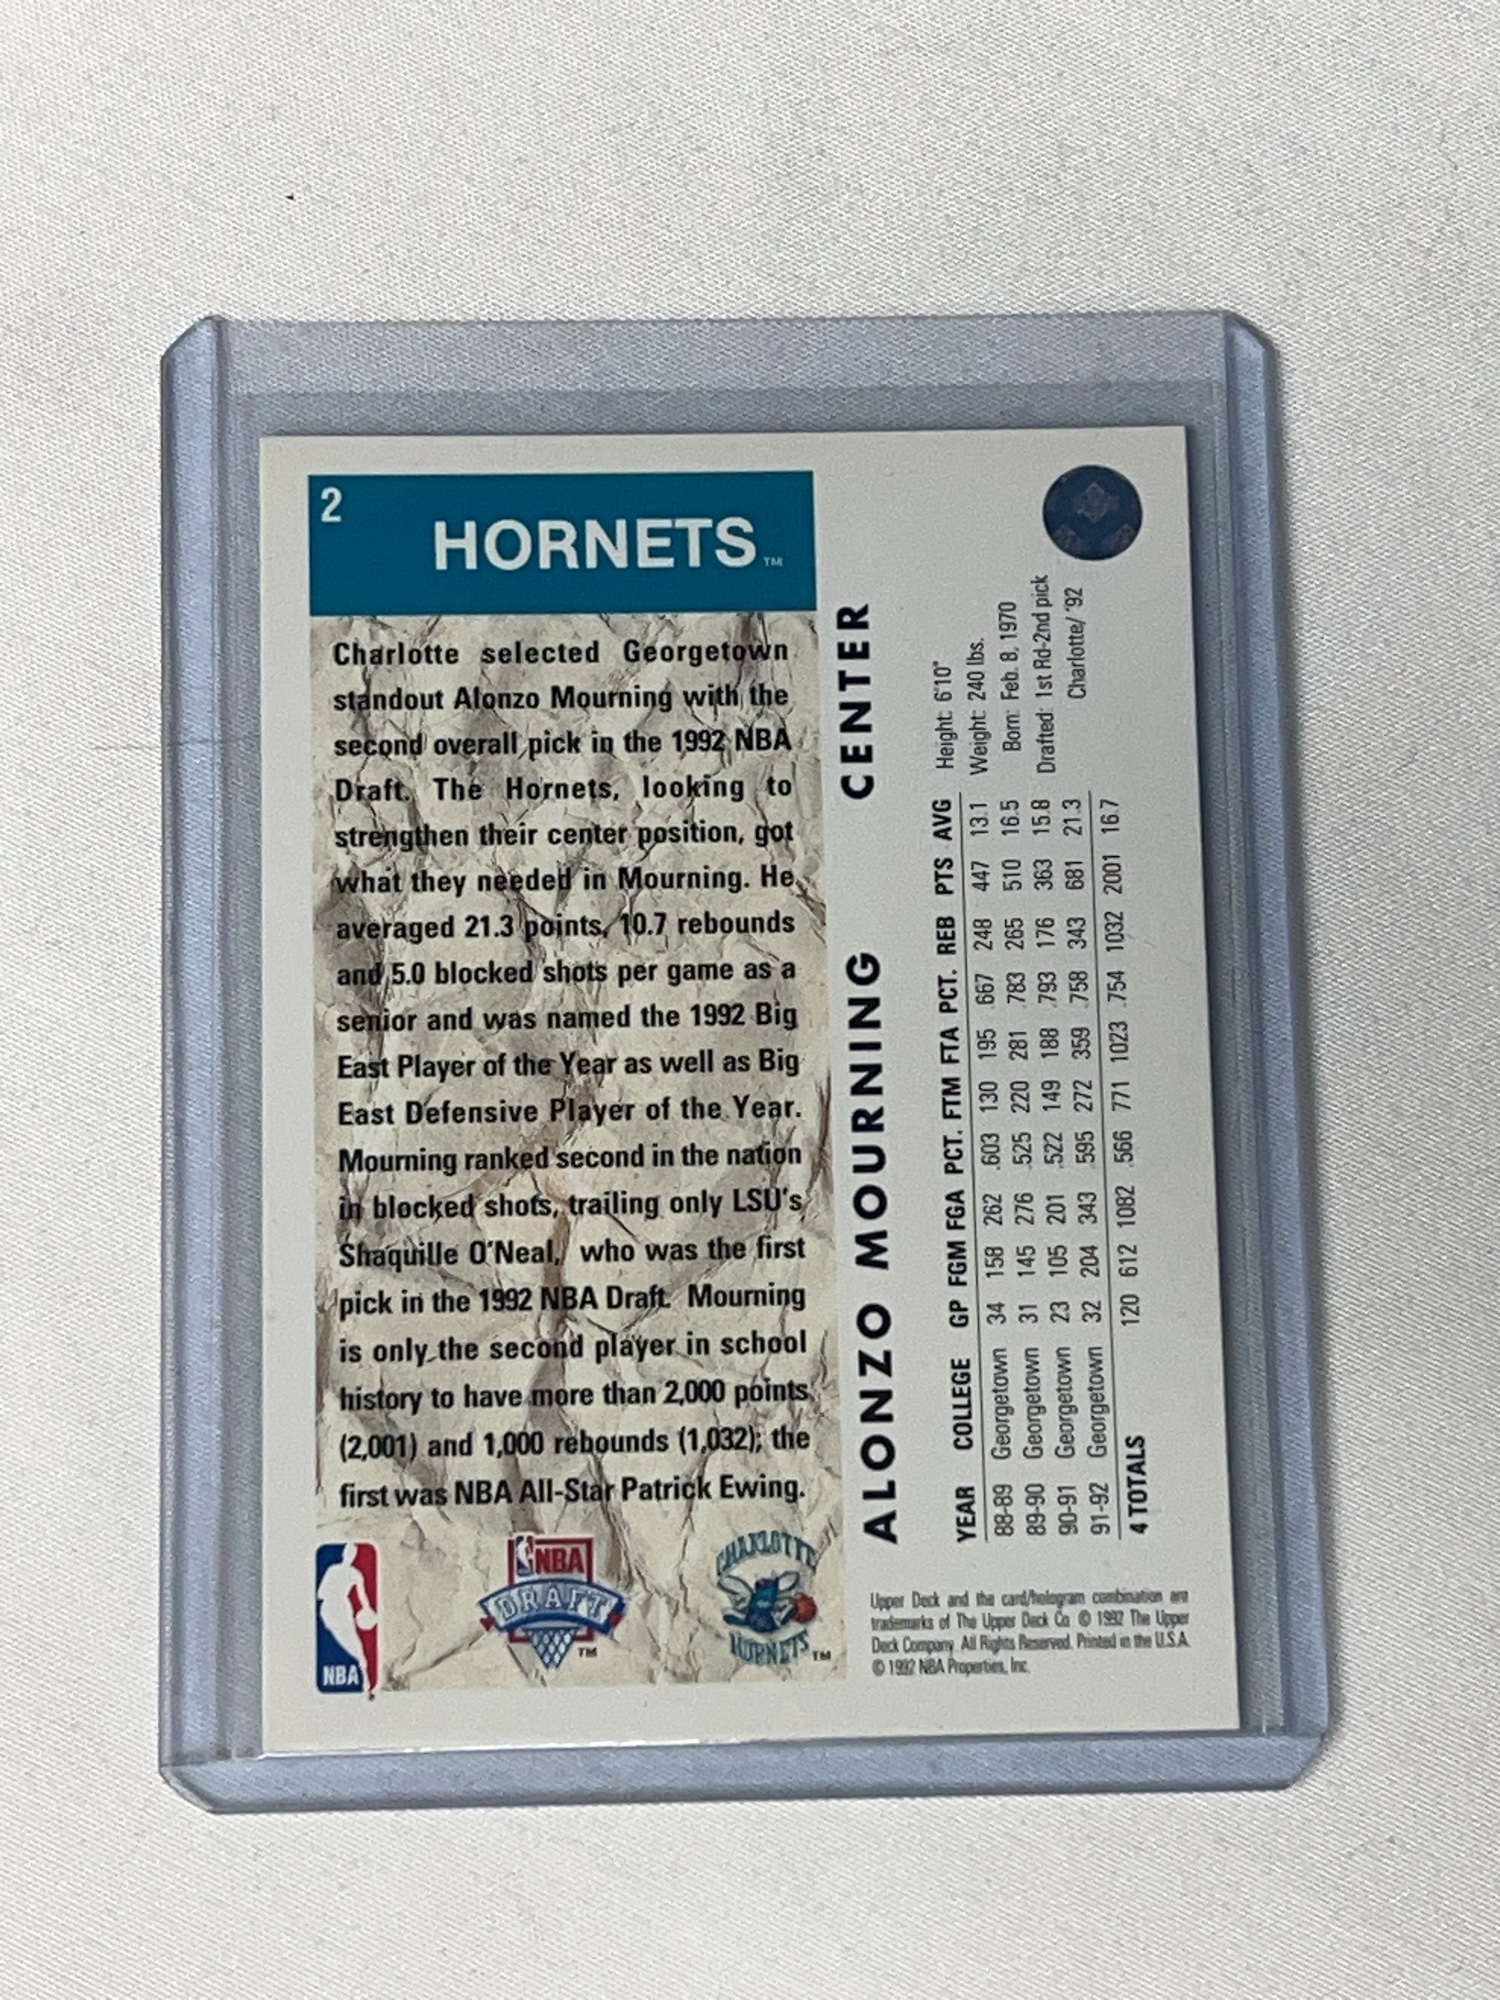 2
HORNETS™
Charlotte selected Georgetown
standout Alonzo Mourning with the
second overall pick in the 1992 NBA
Draft. The Hornets, looking to
strengthen their center position, got
what they needed in Mourning. He
averaged 21.3 points, 10.7 rebounds
and 5.0 blocked shots per game as a
senior and was named the 1992 Big
East Player of the Year as well as Big
East Defensive Player of the Year.
Mourning ranked second in the nation
in blocked shots, trailing only LSU's
Shaquille O'Neal, who was the first
pick in the 1992 NBA Draft. Mourning
is only the second player in school
history to have more than 2,000 points
(2,001) and 1,000 rebounds (1,032); the
first was NBA All-Star Patrick Ewing.
NBA
NBA
DRAFT
™
CHARLOTTE
HORNETS
™
ALONZO MOURNING CENTER
YEAR COLLEGE GP FGM FGA PCT. FTM FTA PCT. REB PTS AVG
88-89 Georgetown 34 158 262 .603 130 195 .667 248 447 13.1
89-90 Georgetown 31 145 276 .525 220 281 .783 265 510 16.5
90-91 Georgetown 23 105 201 .522 149 188 .793 176 363 15.8
91-92 Georgetown 32 204 343 .595 272 359 .758 343 681 21.3
4 TOTALS 120 612 1082 .566 771 1023 .754 1032 2001 16.7
Height: 6'10"
Weight: 240 lbs.
Born: Feb. 8, 1970
Drafted: 1st Rd-2nd pick
Charlotte/ '92
Upper Deck and the card/hologram combination are
trademarks of The Upper Deck Co. © 1992 The Upper
Deck Company. All Rights Reserved. Printed in the U.S.A.
© 1992 NBA Properties, Inc.